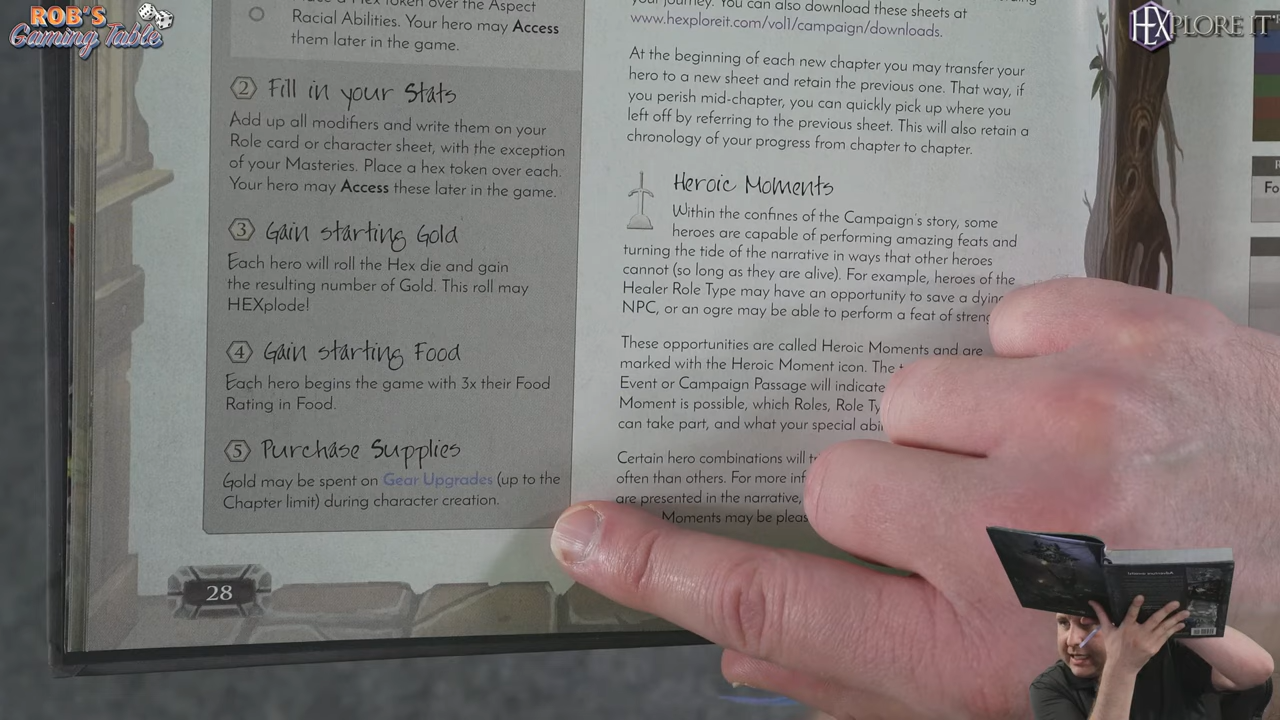 ROB'S
Gaming Table
HEXPLORE IT
Place a Hex token over the Aspect
Racial Abilities. Your hero may Access
them later in the game.
2 Fill in your Stats
Add up all modifiers and write them on your
Role card or character sheet, with the exception
of your Masteries. Place a hex token over each.
Your hero may Access these later in the game.
3 Gain starting Gold
Each hero will roll the Hex die and gain
the resulting number of Gold. This roll may
HEXplode!
4 Gain starting Food
Each hero begins the game with 3x their Food
Rating in Food.
5 Purchase Supplies
Gold may be spent on Gear Upgrades (up to the
Chapter limit) during character creation.
28
your journey. You can also download these sheets at
www.hexploreit.com/vol1/campaign/downloads.
At the beginning of each new chapter you may transfer your
hero to a new sheet and retain the previous one. That way, if
you perish mid-chapter, you can quickly pick up where you
left off by referring to the previous sheet. This will also retain a
chronology of your progress from chapter to chapter.
Heroic Moments
Within the confines of the Campaign's story, some
heroes are capable of performing amazing feats and
turning the tide of the narrative in ways that other heroes
cannot (so long as they are alive). For example, heroes of the
Healer Role Type may have an opportunity to save a dying
NPC, or an ogre may be able to perform a feat of
These opportunities are called Heroic Moments and are
marked with the Heroic Moment icon. The
Event or Campaign Passage will indicate
Moment is possible, which Roles, Role
can take part, and what your special
Certain hero combinations will
often than others. For more
are presented in the narrative,
Moments may be